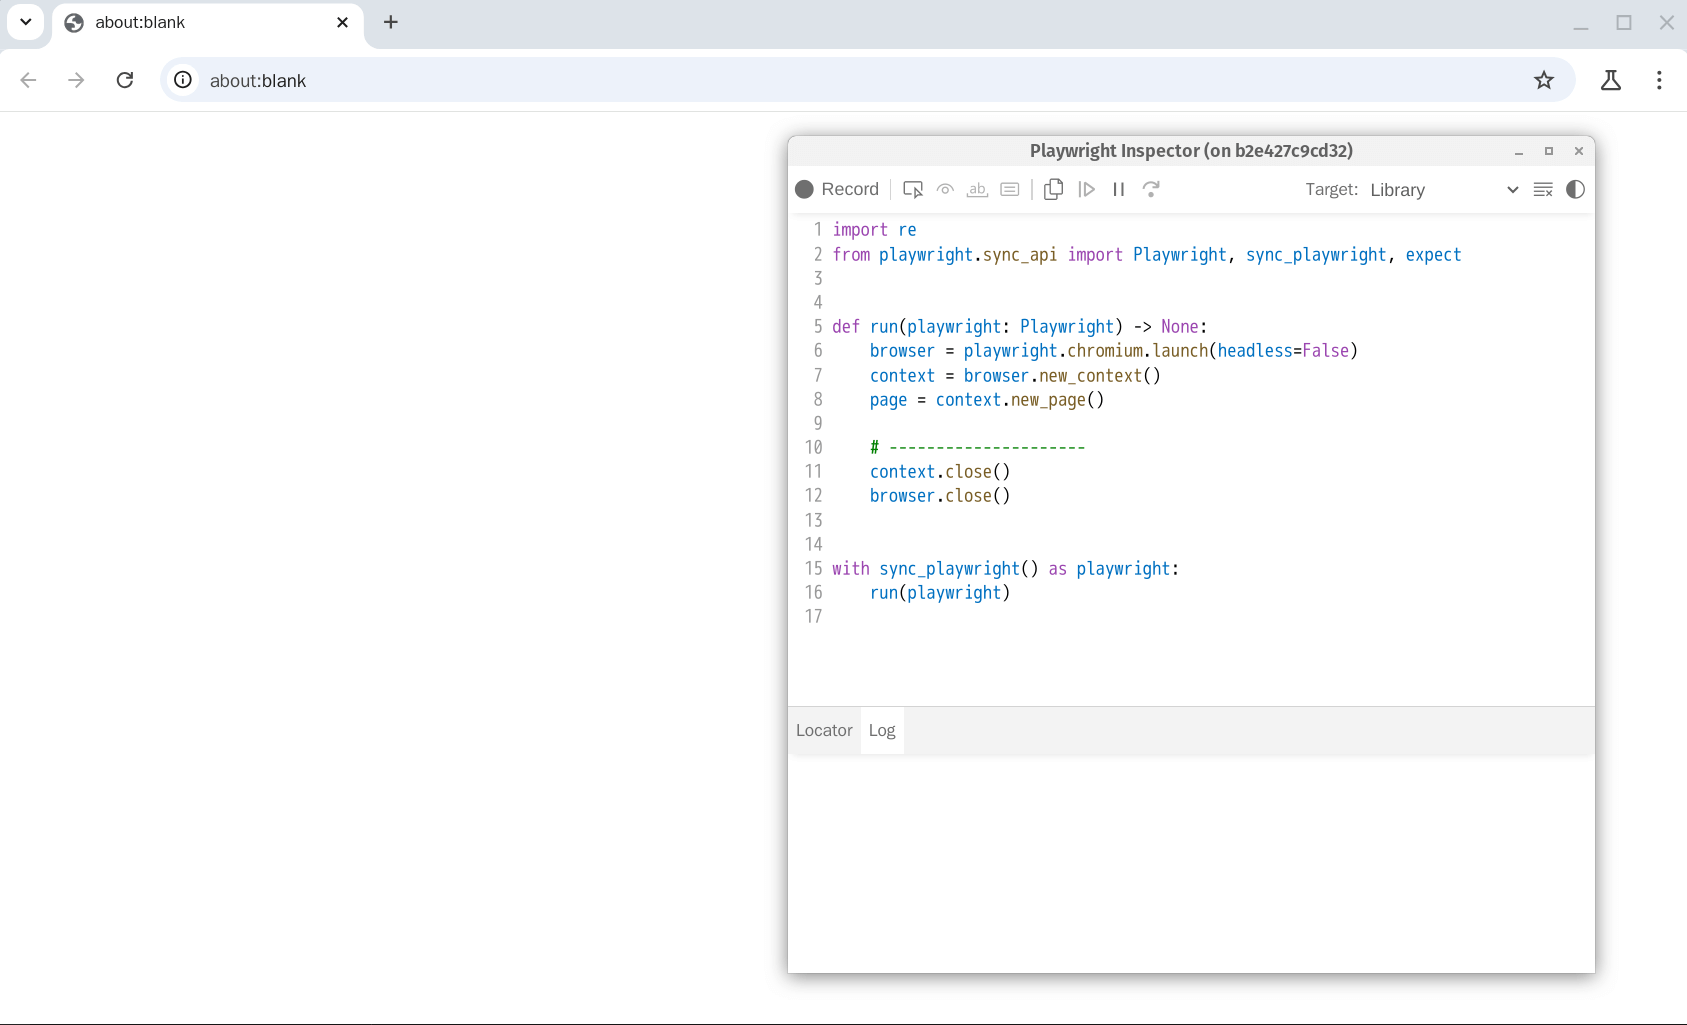 about:blank
about:blank
Playwright Inspector (on b2e427c9cd32)
Record
ab
Target: Library
1 import re
2 from playwright.sync_api import Playwright, sync_playwright, expect
3
4
5 def run(playwright: Playwright) -> None:
6     browser = playwright.chromium.launch(headless=False)
7     context = browser.new_context()
8     page = context.new_page()
9
10     # ---------------------
11     context.close()
12     browser.close()
13
14
15 with sync_playwright() as playwright:
16     run(playwright)
17
Locator Log